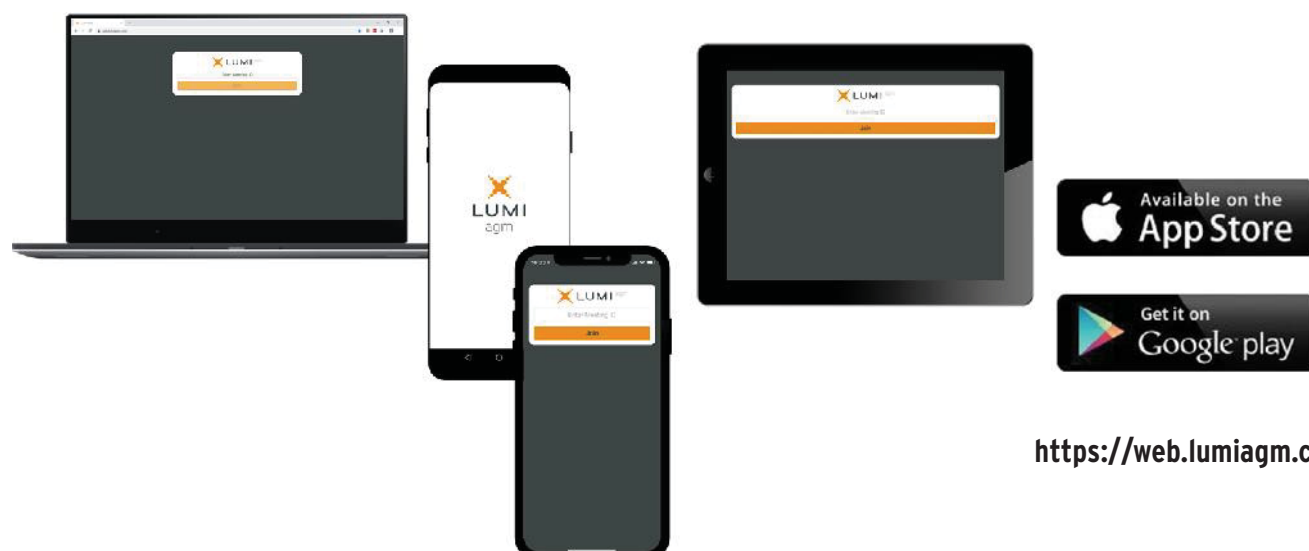 LUMI
LUMI
agm
LUMI
Join
LUMI
Join
Available on the
App Store
Get it on
Google play
https://web.lumiagm.c